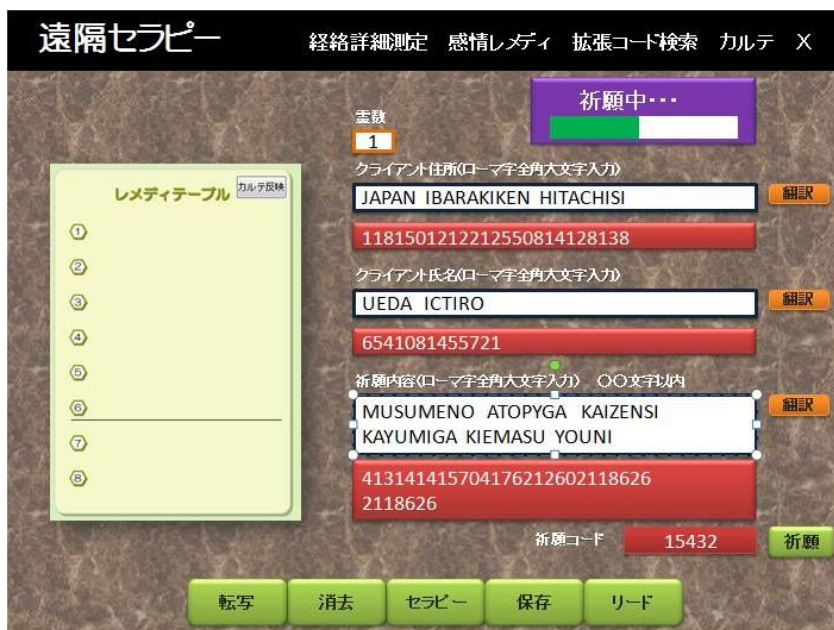 遠隔セラピー
経絡詳細測定 感情レメディ 拡張コード検索 カルテ X
祈願中・・・
霊数
1
クライアント住所(ローマ字全角大文字入力)
JAPAN IBARAKIKEN HITACHISI
翻訳
118150121221255081412813​8
クライアント氏名(ローマ字全角大文字入力)
UEDA ICTIRO
翻訳
6541081455721
祈願内容(ローマ字全角大文字入力) 〇〇文字以内
MUSUMENO ATOPYGA KAIZENSI
KAYUMIGA KIEMASU YOUNI
翻訳
413141415704176212602118626
2118626
祈願コード
15432
祈願
レメディテーブル
カルテ反映
①
②
③
④
⑤
⑥
⑦
⑧
転写 消去 セラピー 保存 リード